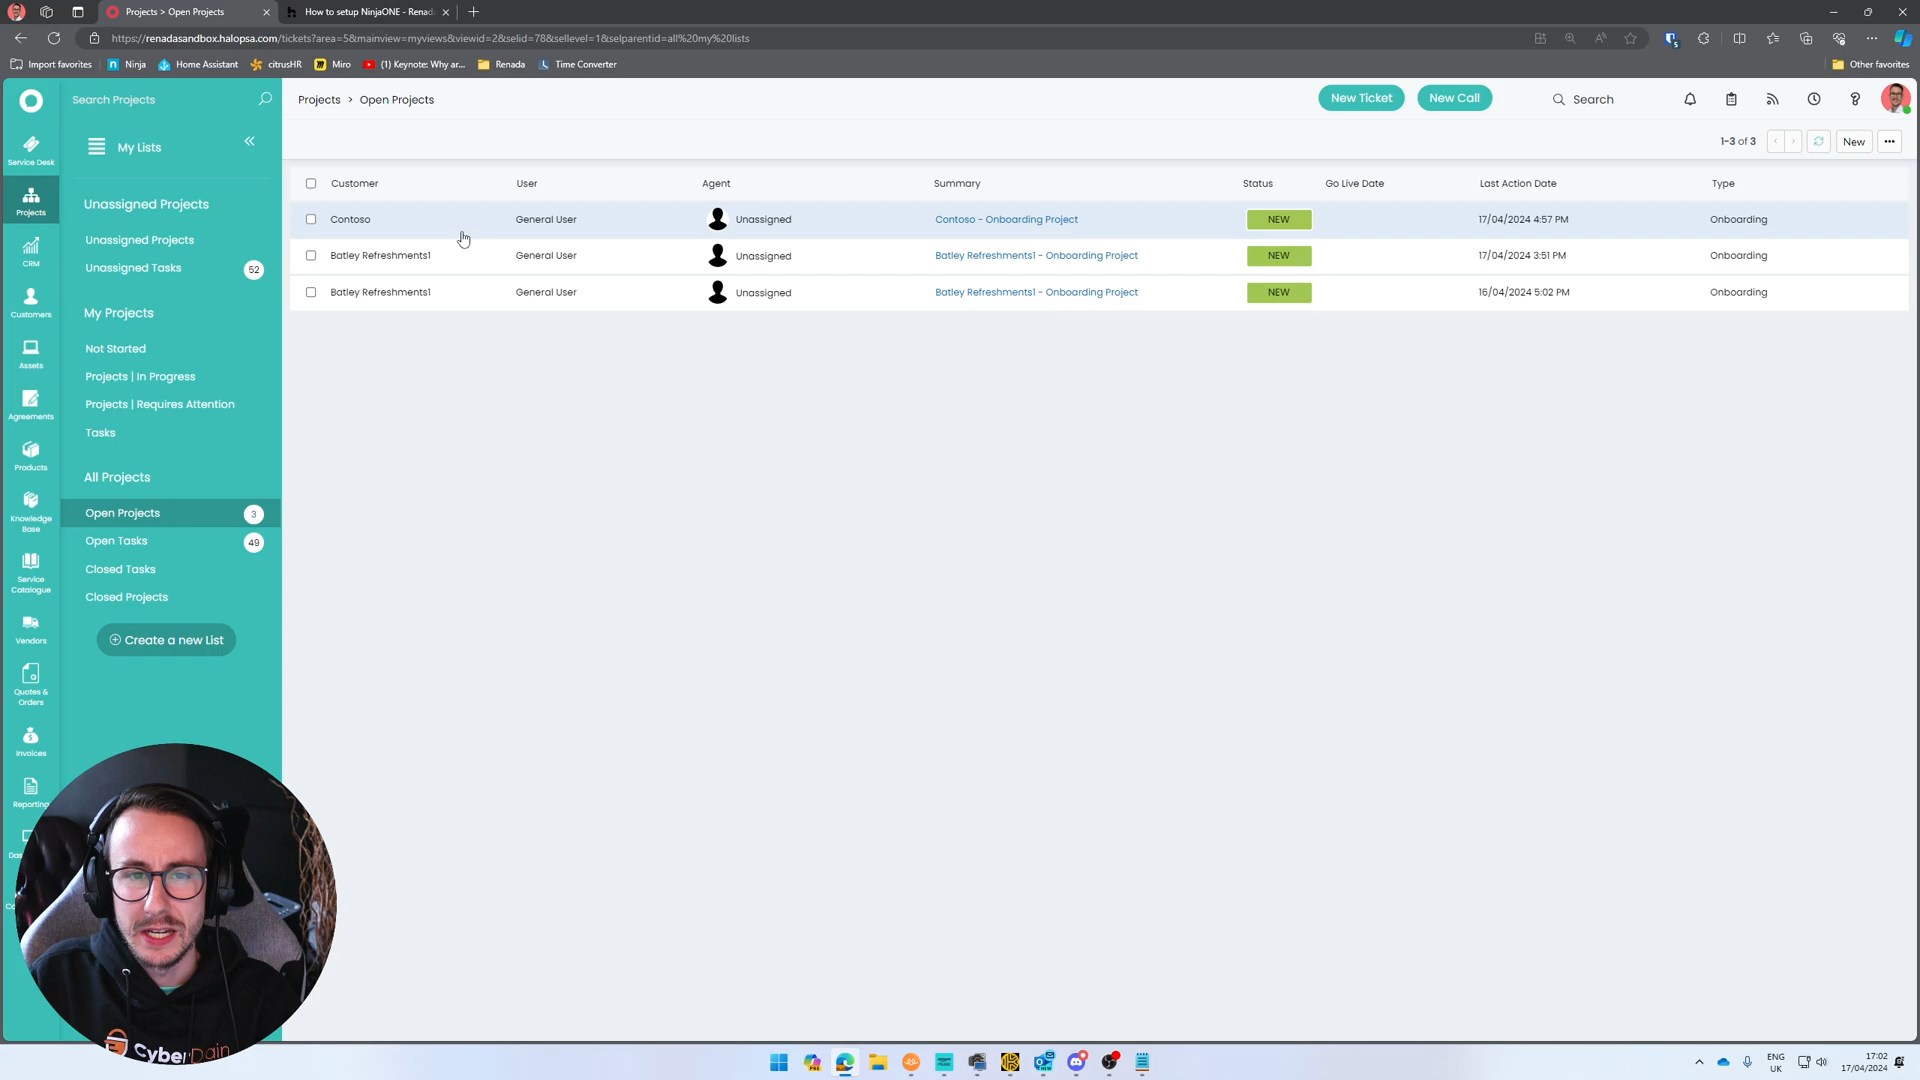 Projects > Open Projects
How to setup NinjaONE - Renad
https://renadasandbox.halopsa.com/tickets?area=5&mainview=myviews&viewid=2&selid=78&sellevel=1&selparentid=all%20my%20lists
Import favorites
Ninja
Home Assistant
citrusHR
Miro
(1) Keynote: Why ar...
Renada
Time Converter
Other favorites
Search Projects
Projects > Open Projects
New Ticket
New Call
Search
My Lists
1-3 of 3
New
Service Desk
Projects
CRM
Customers
Assets
Agreements
Products
Knowledge
Base
Service
Catalogue
Vendors
Quotes &
Orders
Invoices
Reporting
Unassigned Projects
Unassigned Projects
Unassigned Tasks 52
My Projects
Not Started
Projects | In Progress
Projects | Requires Attention
Tasks
All Projects
Open Projects 3
Open Tasks 49
Closed Tasks
Closed Projects
Create a new List
Customer User Agent Summary Status Go Live Date Last Action Date Type
Contoso General User Unassigned Contoso - Onboarding Project NEW 17/04/2024 4:57 PM Onboarding
Batley Refreshments1 General User Unassigned Batley Refreshments1 - Onboarding Project NEW 17/04/2024 3:51 PM Onboarding
Batley Refreshments1 General User Unassigned Batley Refreshments1 - Onboarding Project NEW 16/04/2024 5:02 PM Onboarding
ENG
UK
17:02
17/04/2024